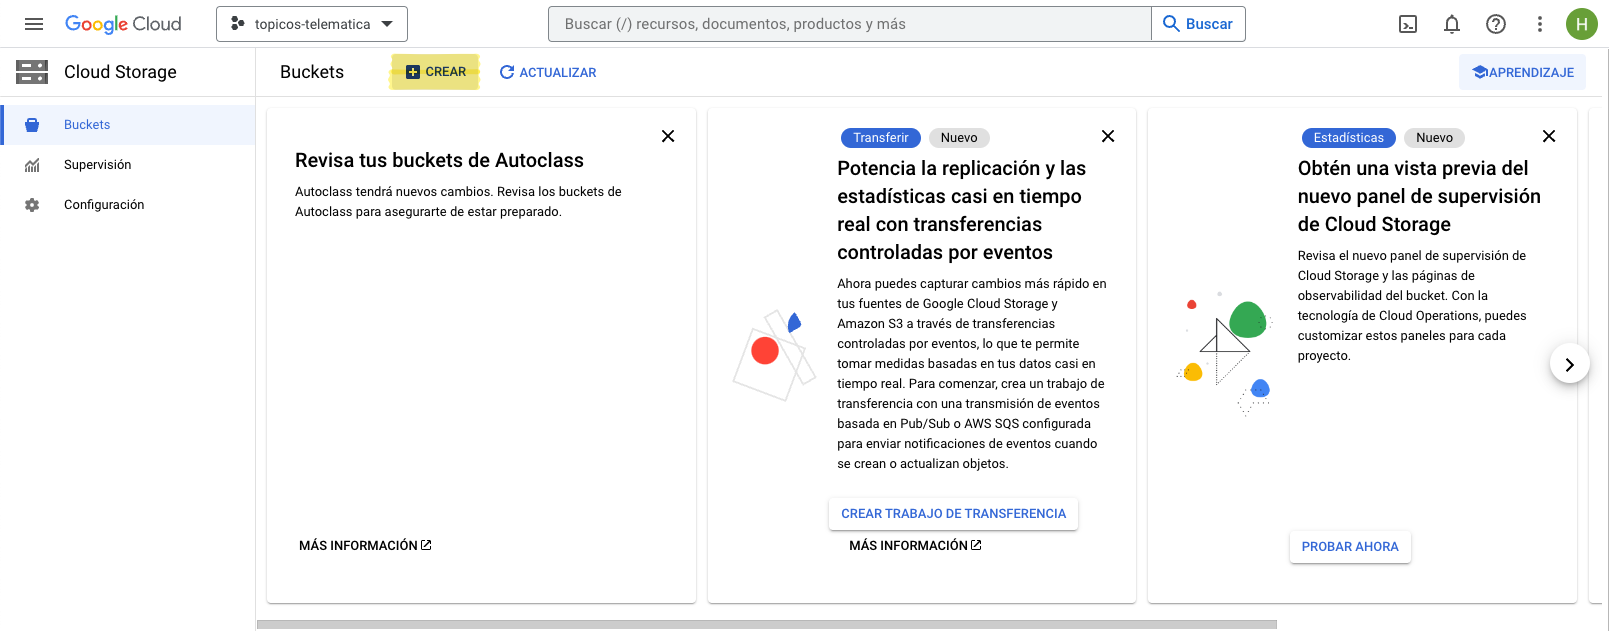 Google Cloud
topicos-telematica
Buscar (/) recursos, documentos, productos y más
Buscar
H
Cloud Storage
Buckets
CREAR
ACTUALIZAR
APRENDIZAJE
Buckets
Supervisión
Configuración
Revisa tus buckets de Autoclass
Autoclass tendrá nuevos cambios. Revisa los buckets de
Autoclass para asegurarte de estar preparado.
MÁS INFORMACIÓN
Transferir
Nuevo
Potencia la replicación y las
estadísticas casi en tiempo
real con transferencias
controladas por eventos
Ahora puedes capturar cambios más rápido en
tus fuentes de Google Cloud Storage y
Amazon S3 a través de transferencias
controladas por eventos, lo que te permite
tomar medidas basadas en tus datos casi en
tiempo real. Para comenzar, crea un trabajo de
transferencia con una transmisión de eventos
basada en Pub/Sub o AWS SQS configurada
para enviar notificaciones de eventos cuando
se crean o actualizan objetos.
CREAR TRABAJO DE TRANSFERENCIA
MÁS INFORMACIÓN
Estadísticas
Nuevo
Obtén una vista previa del
nuevo panel de supervisión
de Cloud Storage
Revisa el nuevo panel de supervisión de
Cloud Storage y las páginas de
observabilidad del bucket. Con la
tecnología de Cloud Operations, puedes
customizar estos paneles para cada
proyecto.
PROBAR AHORA